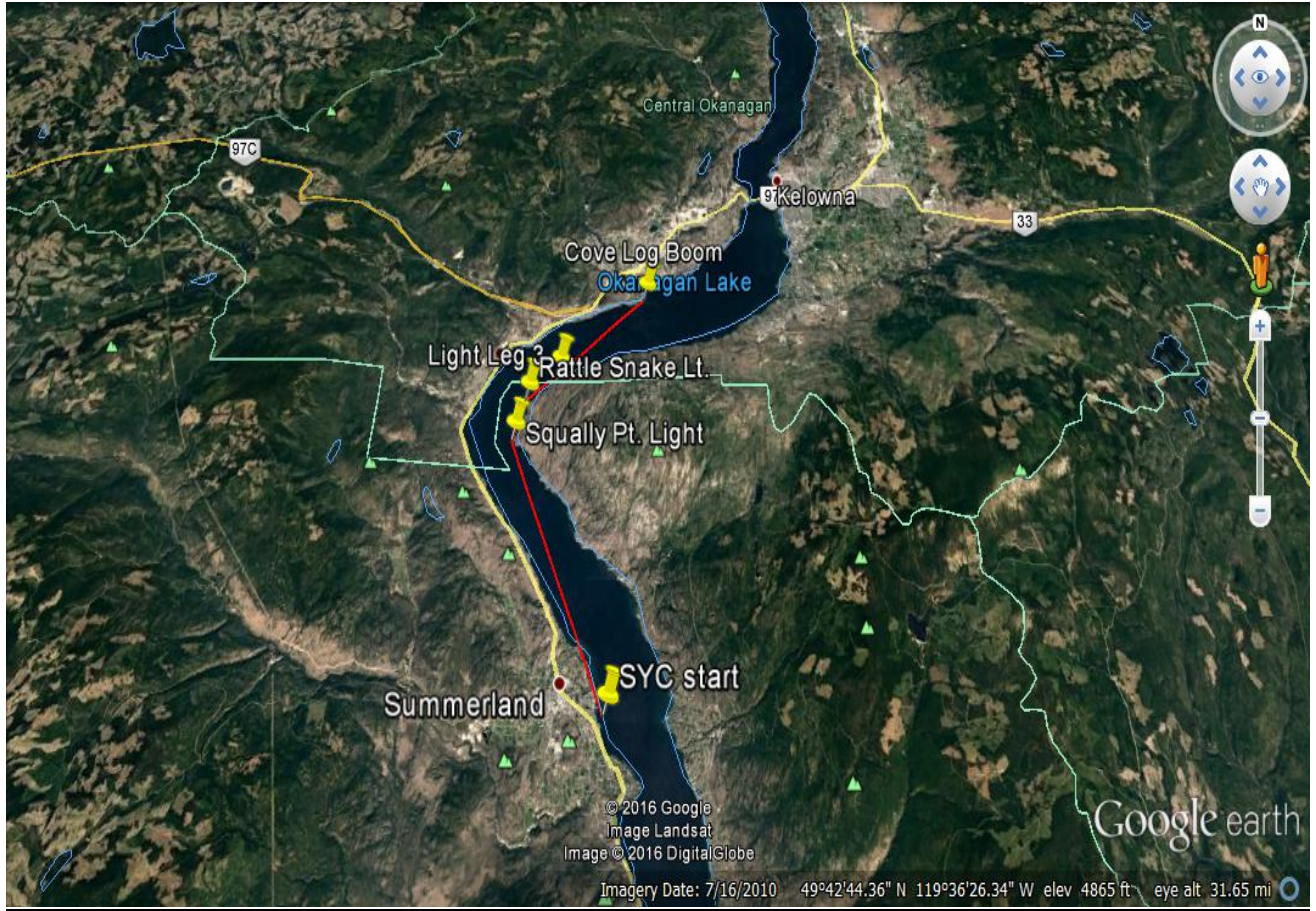 N
Central Okanagan
97C
97
Kelowna
33
Cove Log Boom
Okanagan Lake
Light Leg 3
Rattle Snake Lt.
Squally Pt. Light
SYC start
Summerland
© 2016 Google
Image Landsat
Image © 2016 DigitalGlobe
Google earth
Imagery Date: 7/16/2010 49°42'44.36" N 119°36'26.34" W elev 4865 ft eye alt 31.65 mi